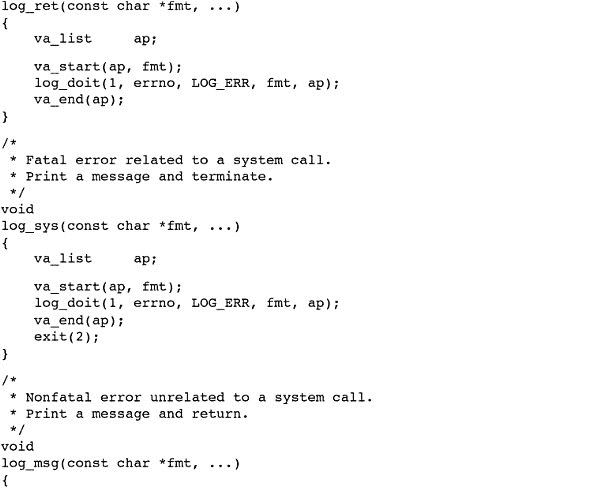 log_ret(const char *fmt, ...)
{
    va_list     ap;

    va_start(ap, fmt);
    log_doit(1, errno, LOG_ERR, fmt, ap);
    va_end(ap);
}

/*
 * Fatal error related to a system call.
 * Print a message and terminate.
 */
void
log_sys(const char *fmt, ...)
{
    va_list     ap;

    va_start(ap, fmt);
    log_doit(1, errno, LOG_ERR, fmt, ap);
    va_end(ap);
    exit(2);
}

/*
 * Nonfatal error unrelated to a system call.
 * Print a message and return.
 */
void
log_msg(const char *fmt, ...)
{